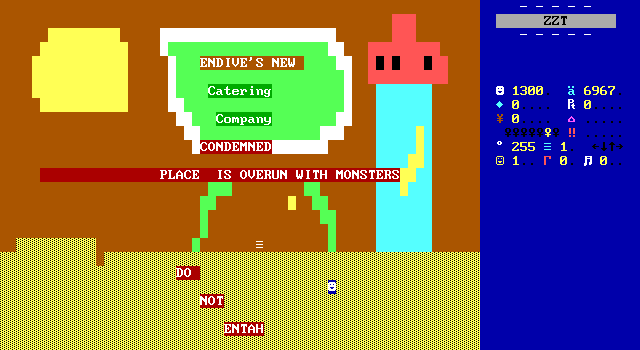 ENDIVE'S NEW
Catering
Company
CONDEMNED
PLACE IS OVERUN WITH MONSTERS
DO
NOT
ENTAH
ZZT
1300 6967
0 0
0
255 1
1 0 0